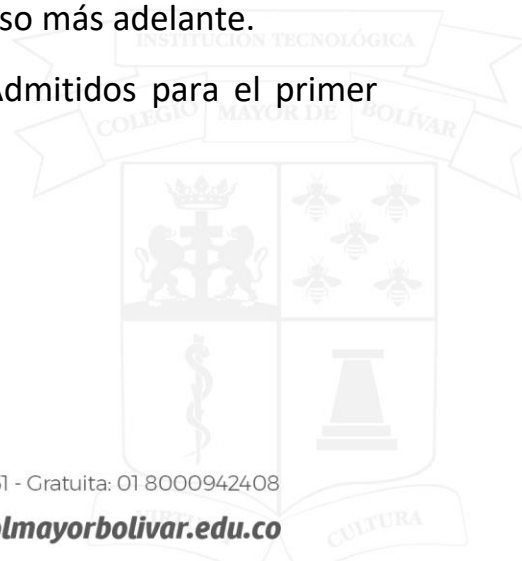 so más adelante.
INSTITUCIÓN TECNOLÓGICA
Admitidos para el primer
COLEGIO MAYOR DE BOLÍVAR
51 - Gratuita: 01 8000942408
olmayorbolivar.edu.co
CULTURA